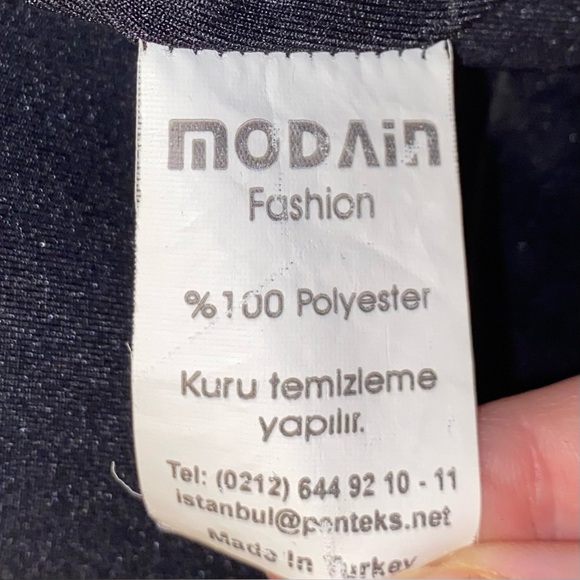 MODAin
Fashion
%100 Polyester
Kuru temizleme
yapılır.
Tel: (0212) 644 92 10 - 11
istanbul@penteks.net
Made In Turkey